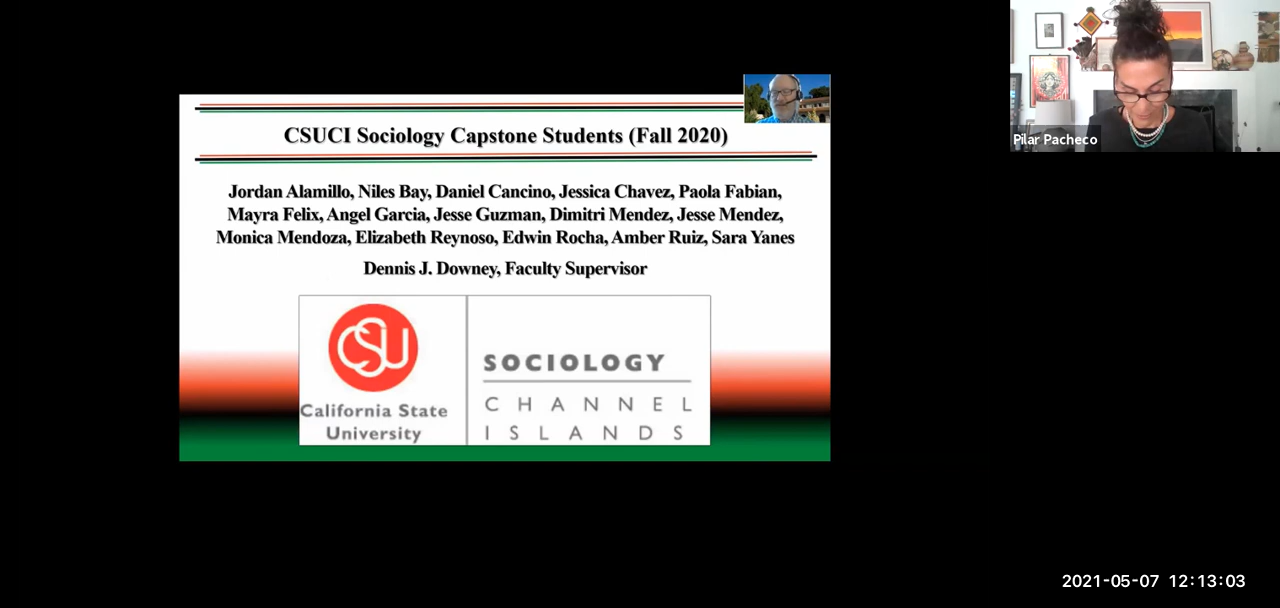 CSUCI Sociology Capstone Students (Fall 2020)
Jordan Alamillo, Niles Bay, Daniel Cancino, Jessica Chavez, Paola Fabian,
Mayra Felix, Angel Garcia, Jesse Guzman, Dimitri Mendez, Jesse Mendez,
Monica Mendoza, Elizabeth Reynoso, Edwin Rocha, Amber Ruiz, Sara Yanes
Dennis J. Downey, Faculty Supervisor
CSU
California State
University
SOCIOLOGY
CHANNEL
ISLANDS
Pilar Pacheco
2021-05-07 12:13:03